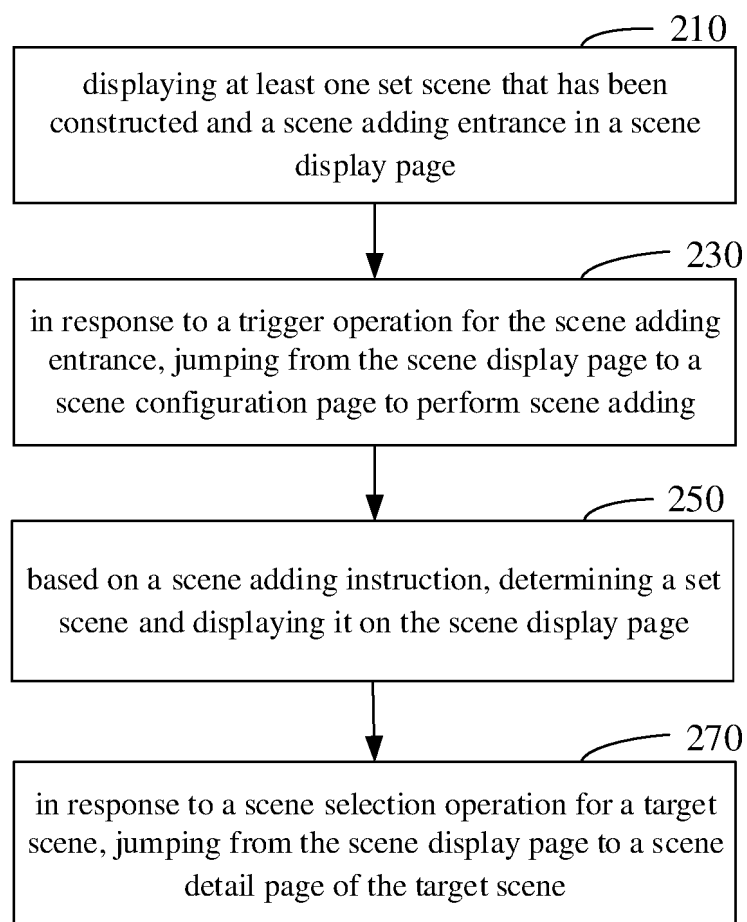 210
displaying at least one set scene that has been
constructed and a scene adding entrance in a scene
display page
230
in response to a trigger operation for the scene adding
entrance, jumping from the scene display page to a
scene configuration page to perform scene adding
250
based on a scene adding instruction, determining a set
scene and displaying it on the scene display page
270
in response to a scene selection operation for a target
scene, jumping from the scene display page to a scene
detail page of the target scene